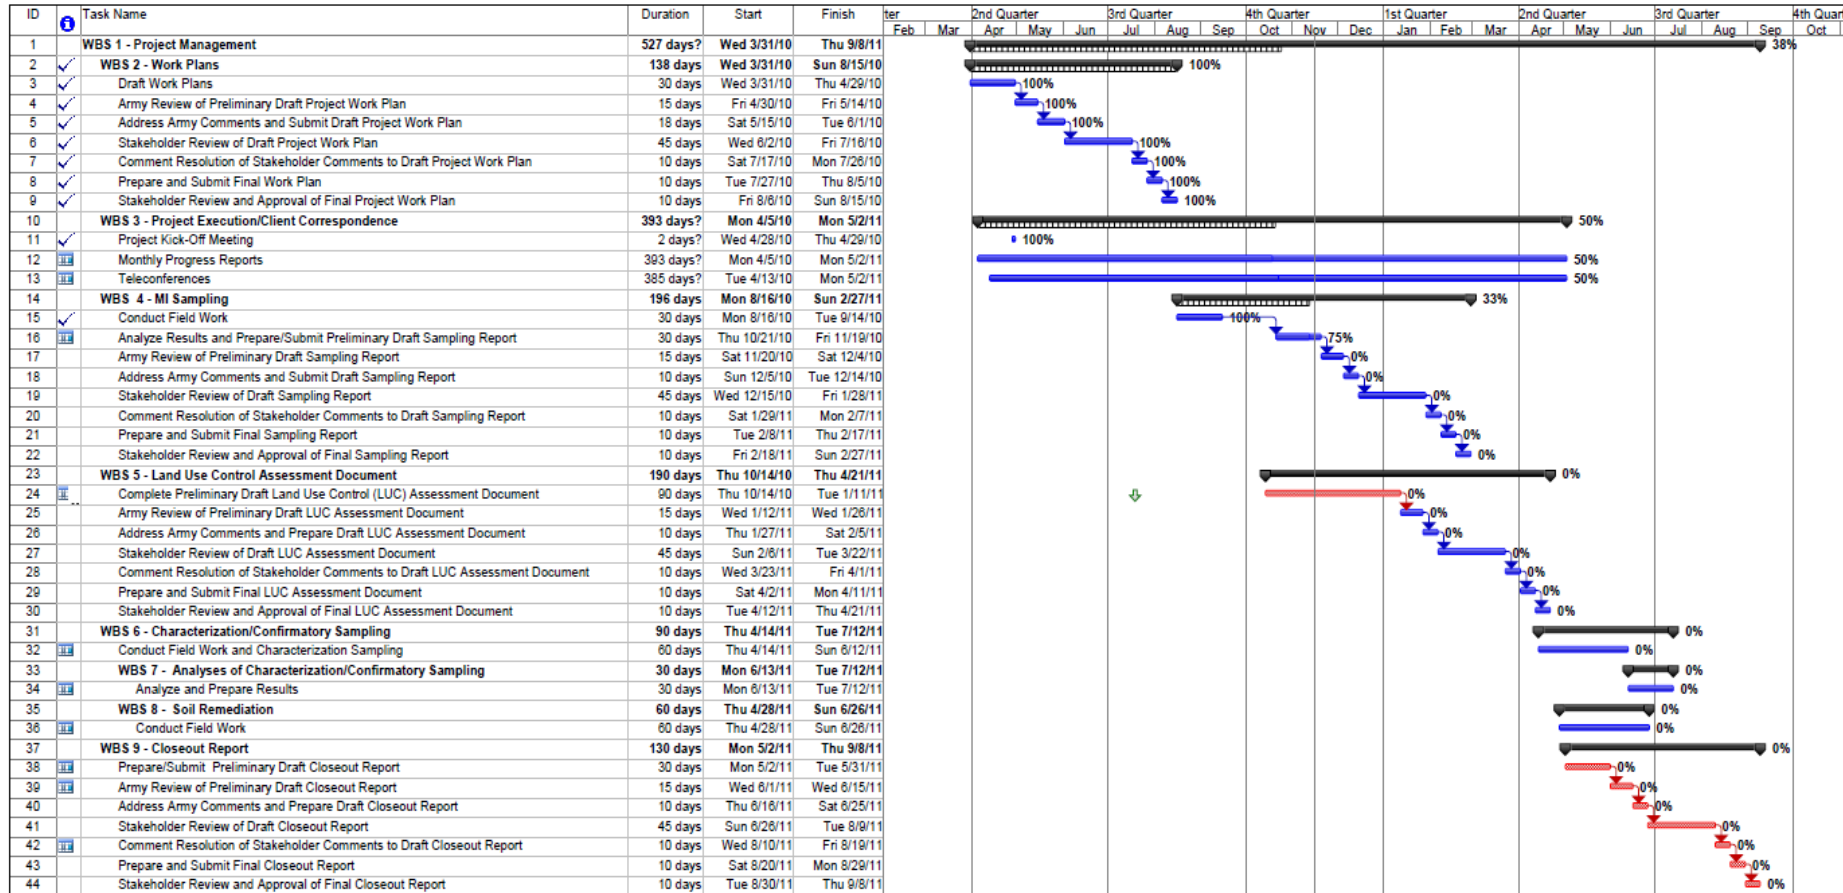 ID Task Name Duration Start Finish ter 2nd Quarter 3rd Quarter 4th Quarter 1st Quarter 2nd Quarter 3rd Quarter 4th Quar
Feb Mar Apr May Jun Jul Aug Sep Oct Nov Dec Jan Feb Mar Apr May Jun Jul Aug Sep Oct
1 WBS 1 - Project Management 527 days? Wed 3/31/10 Thu 9/8/11 38%
2 WBS 2 - Work Plans 138 days Wed 3/31/10 Sun 8/15/10 100%
3 Draft Work Plans 30 days Wed 3/31/10 Thu 4/29/10 100%
4 Army Review of Preliminary Draft Project Work Plan 15 days Fri 4/30/10 Fri 5/14/10 100%
5 Address Army Comments and Submit Draft Project Work Plan 18 days Sat 5/15/10 Tue 6/1/10 100%
6 Stakeholder Review of Draft Project Work Plan 45 days Wed 6/2/10 Fri 7/16/10 100%
7 Comment Resolution of Stakeholder Comments to Draft Project Work Plan 10 days Sat 7/17/10 Mon 7/26/10 100%
8 Prepare and Submit Final Work Plan 10 days Tue 7/27/10 Thu 8/5/10 100%
9 Stakeholder Review and Approval of Final Project Work Plan 10 days Fri 8/6/10 Sun 8/15/10 100%
10 WBS 3 - Project Execution/Client Correspondence 393 days? Mon 4/5/10 Mon 5/2/11 50%
11 Project Kick-Off Meeting 2 days? Wed 4/28/10 Thu 4/29/10 100%
12 Monthly Progress Reports 393 days? Mon 4/5/10 Mon 5/2/11 50%
13 Teleconferences 385 days? Tue 4/13/10 Mon 5/2/11 50%
14 WBS 4 - MI Sampling 196 days Mon 8/16/10 Sun 2/27/11 33%
15 Conduct Field Work 30 days Mon 8/16/10 Tue 9/14/10 100%
16 Analyze Results and Prepare/Submit Preliminary Draft Sampling Report 30 days Thu 10/21/10 Fri 11/19/10 75%
17 Army Review of Preliminary Draft Sampling Report 15 days Sat 11/20/10 Sat 12/4/10 0%
18 Address Army Comments and Submit Draft Sampling Report 10 days Sun 12/5/10 Tue 12/14/10 0%
19 Stakeholder Review of Draft Sampling Report 45 days Wed 12/15/10 Fri 1/28/11 0%
20 Comment Resolution of Stakeholder Comments to Draft Sampling Report 10 days Sat 1/29/11 Mon 2/7/11 0%
21 Prepare and Submit Final Sampling Report 10 days Tue 2/8/11 Thu 2/17/11 0%
22 Stakeholder Review and Approval of Final Sampling Report 10 days Fri 2/18/11 Sun 2/27/11 0%
23 WBS 5 - Land Use Control Assessment Document 190 days Thu 10/14/10 Thu 4/21/11 0%
24 Complete Preliminary Draft Land Use Control (LUC) Assessment Document 90 days Thu 10/14/10 Tue 1/11/11 0%
25 Army Review of Preliminary Draft LUC Assessment Document 15 days Wed 1/12/11 Wed 1/26/11 0%
26 Address Army Comments and Prepare Draft LUC Assessment Document 10 days Thu 1/27/11 Sat 2/5/11 0%
27 Stakeholder Review of Draft LUC Assessment Document 45 days Sun 2/6/11 Tue 3/22/11 0%
28 Comment Resolution of Stakeholder Comments to Draft LUC Assessment Document 10 days Wed 3/23/11 Fri 4/1/11 0%
29 Prepare and Submit Final LUC Assessment Document 10 days Sat 4/2/11 Mon 4/11/11 0%
30 Stakeholder Review and Approval of Final LUC Assessment Document 10 days Tue 4/12/11 Thu 4/21/11 0%
31 WBS 6 - Characterization/Confirmatory Sampling 90 days Thu 4/14/11 Tue 7/12/11 0%
32 Conduct Field Work and Characterization Sampling 60 days Thu 4/14/11 Sun 6/12/11 0%
33 WBS 7 - Analyses of Characterization/Confirmatory Sampling 30 days Mon 6/13/11 Tue 7/12/11 0%
34 Analyze and Prepare Results 30 days Mon 6/13/11 Tue 7/12/11 0%
35 WBS 8 - Soil Remediation 60 days Thu 4/28/11 Sun 6/26/11 0%
36 Conduct Field Work 60 days Thu 4/28/11 Sun 6/26/11 0%
37 WBS 9 - Closeout Report 130 days Mon 5/2/11 Thu 9/8/11 0%
38 Prepare/Submit Preliminary Draft Closeout Report 30 days Mon 5/2/11 Tue 5/31/11 0%
39 Army Review of Preliminary Draft Closeout Report 15 days Wed 6/1/11 Wed 6/15/11 0%
40 Address Army Comments and Prepare Draft Closeout Report 10 days Thu 6/16/11 Sat 6/25/11 0%
41 Stakeholder Review of Draft Closeout Report 45 days Sun 6/26/11 Tue 8/9/11 0%
42 Comment Resolution of Stakeholder Comments to Draft Closeout Report 10 days Wed 8/10/11 Fri 8/19/11 0%
43 Prepare and Submit Final Closeout Report 10 days Sat 8/20/11 Mon 8/29/11 0%
44 Stakeholder Review and Approval of Final Closeout Report 10 days Tue 8/30/11 Thu 9/8/11 0%